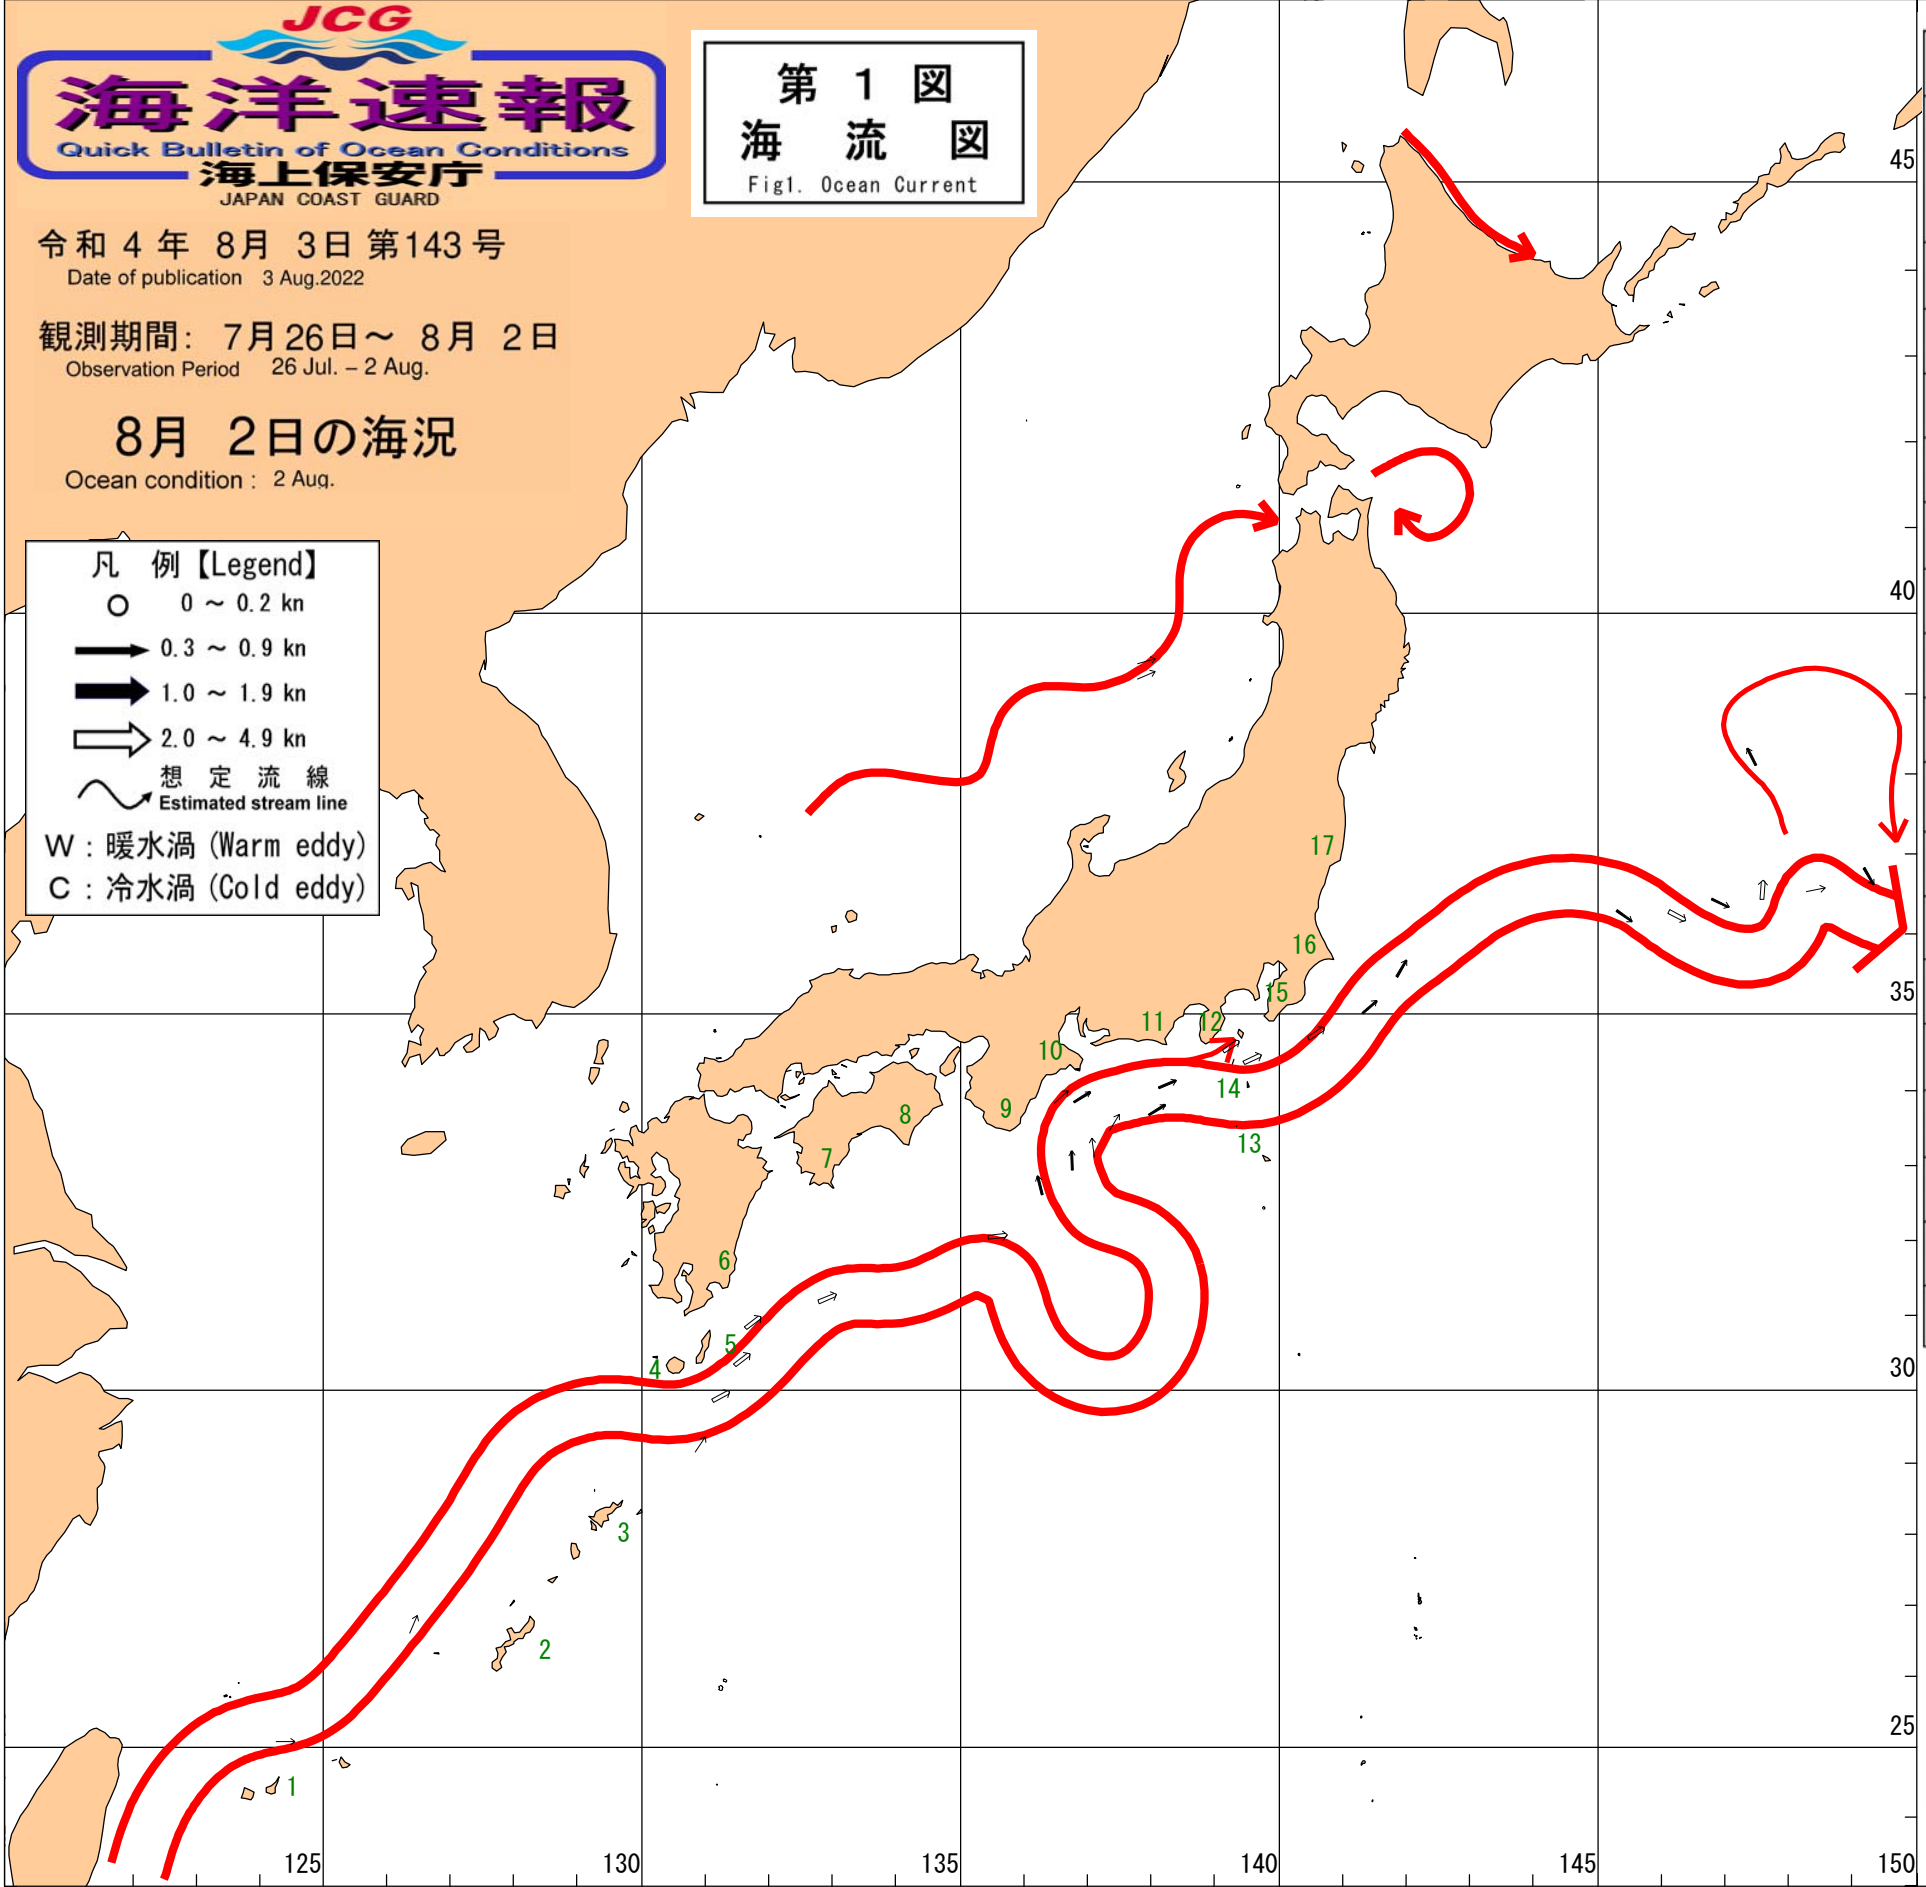 JCG
海洋速報
Quick Bulletin of Ocean Conditions
海上保安庁
JAPAN COAST GUARD
令和 4 年 8月 3日 第143 号
Date of publication 3 Aug.2022
観測期間: 7月26日～ 8月 2日
Observation Period 26 Jul. – 2 Aug.
8月 2日の海況
Ocean condition : 2 Aug.
第 1 図
海 流 図
Fig1. Ocean Current
凡 例【Legend】
0 ～ 0.2 kn
0.3 ～ 0.9 kn
1.0 ～ 1.9 kn
2.0 ～ 4.9 kn
想 定 流 線
Estimated stream line
W : 暖水渦 (Warm eddy)
C : 冷水渦 (Cold eddy)
45
40
17
16
35
15
12
11
10
14
9
8
13
7
6
5
4
30
3
2
25
1
125
130
135
140
145
150